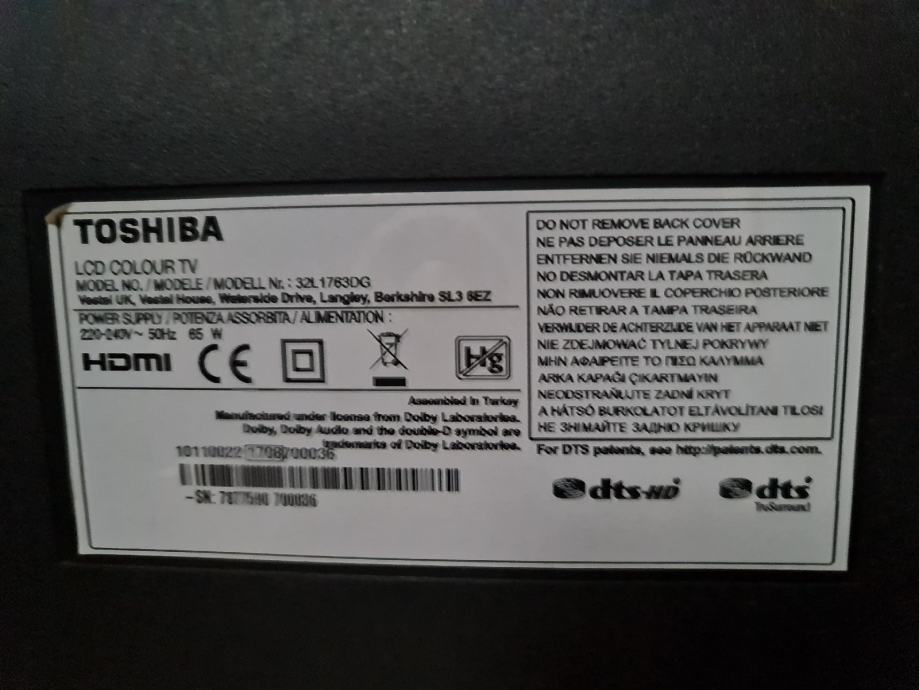 TOSHIBA
LCD COLOUR TV
MODEL NO. / MODELE / MODELL Nr. : 32L1763DG
Vestel UK, Vestel House, Waterside Drive, Langley, Berkshire SL3 6EZ
POWER SUPPLY / POTENZA ASSORBITA / ALIMENTATION :
220-240V ~ 50Hz 65 W
HDMI CE Hg
Assembled in Turkey
Manufactured under license from Dolby Laboratories.
Dolby, Dolby Audio and the double-D symbol are
trademarks of Dolby Laboratories.
10110022 1708 700036
SN: 700036
DO NOT REMOVE BACK COVER
NE PAS DEPOSER LE PANNEAU ARRIERE
ENTFERNEN SIE NIEMALS DIE RÜCKWAND
NO DESMONTAR LA TAPA TRASERA
NON RIMUOVERE IL COPERCHIO POSTERIORE
NÃO RETIRAR A TAMPA TRASEIRA
VERWIJDER DE ACHTERZIJDE VAN HET APPARAAT NIET
NIE ZDEJMOWAĆ TYLNEJ POKRYWY
ΜΗΝ ΑΦΑΙΡΕΙΤΕ ΤΟ ΠΙΣΩ ΚΑΛΥΜΜΑ
ARKA KAPAĞI ÇIKARTMAYIN
NEODSTRAŇUJTE ZADNÍ KRYT
A HÁTSÓ BURKOLATOT ELTÁVOLÍTANI TILOS!
НЕ ЗНІМАЙТЕ ЗАДНЮ КРИШКУ
For DTS patents, see http://patents.dts.com.
dts-HD dts
TruSurround